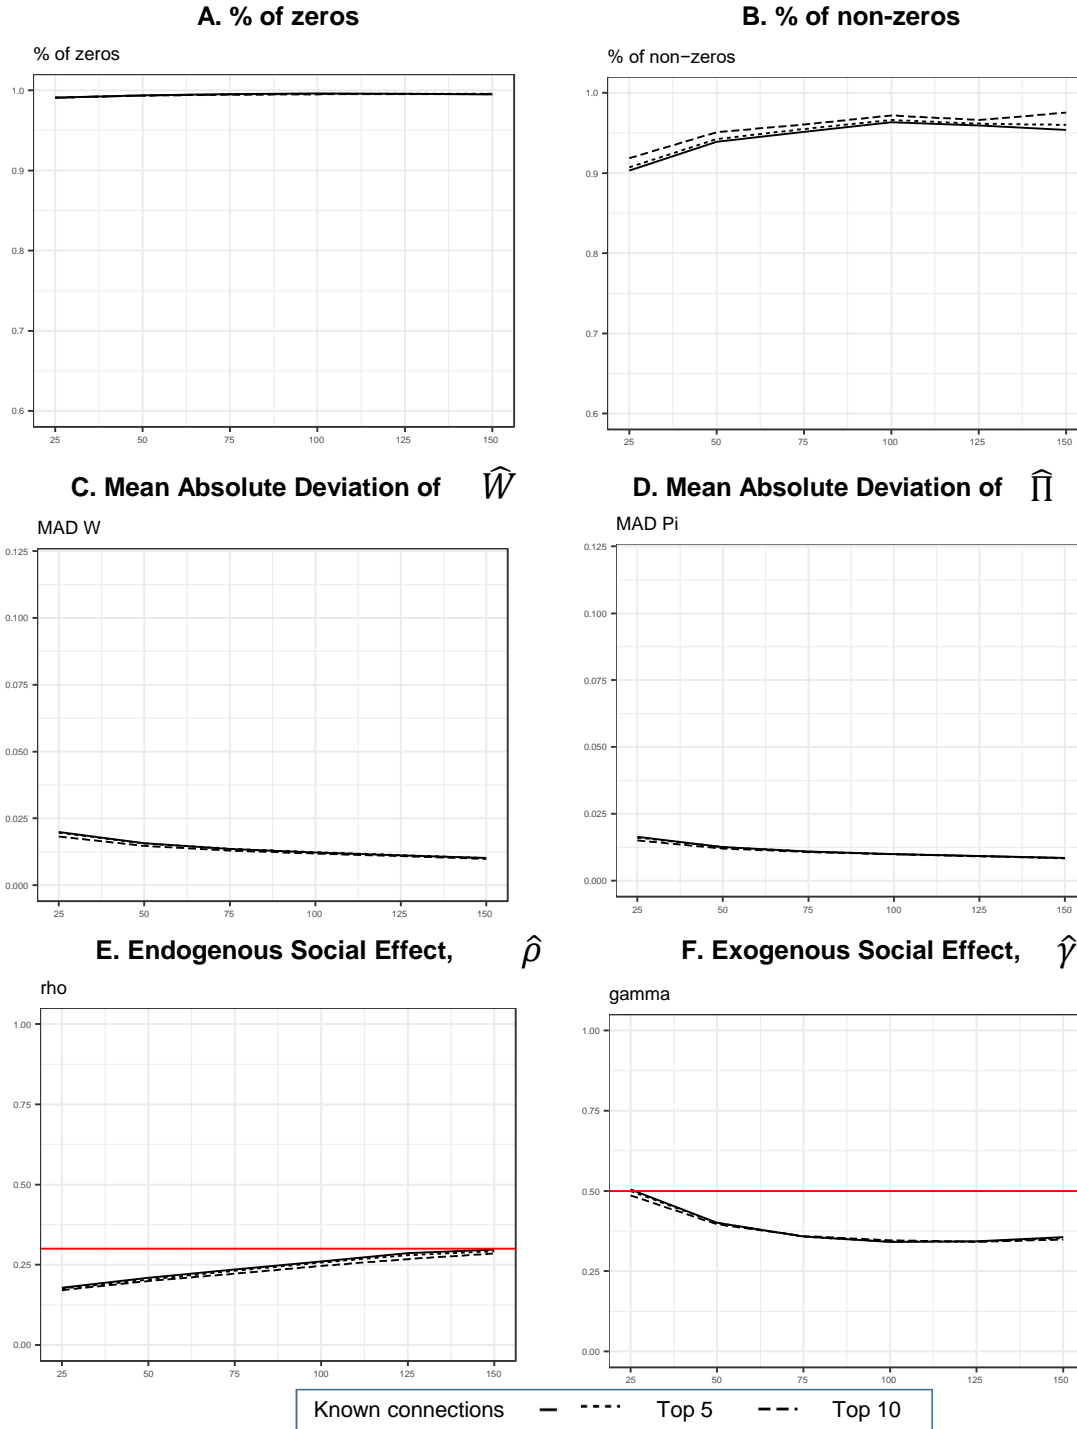 A. % of zeros
B. % of non-zeros
% of zeros
% of non−zeros
1.0
0.9
0.8
0.7
0.6
25 50 75 100 125 150
1.0
0.9
0.8
0.7
0.6
25 50 75 100 125 150
C. Mean Absolute Deviation of Ŵ
D. Mean Absolute Deviation of Π̂
MAD W
MAD Pi
0.125
0.100
0.075
0.050
0.025
0.000
25 50 75 100 125 150
0.125
0.100
0.075
0.050
0.025
0.000
25 50 75 100 125 150
E. Endogenous Social Effect, ρ̂
F. Exogenous Social Effect, γ̂
rho
gamma
1.00
0.75
0.50
0.25
0.00
25 50 75 100 125 150
1.00
0.75
0.50
0.25
0.00
25 50 75 100 125 150
Known connections Top 5 Top 10